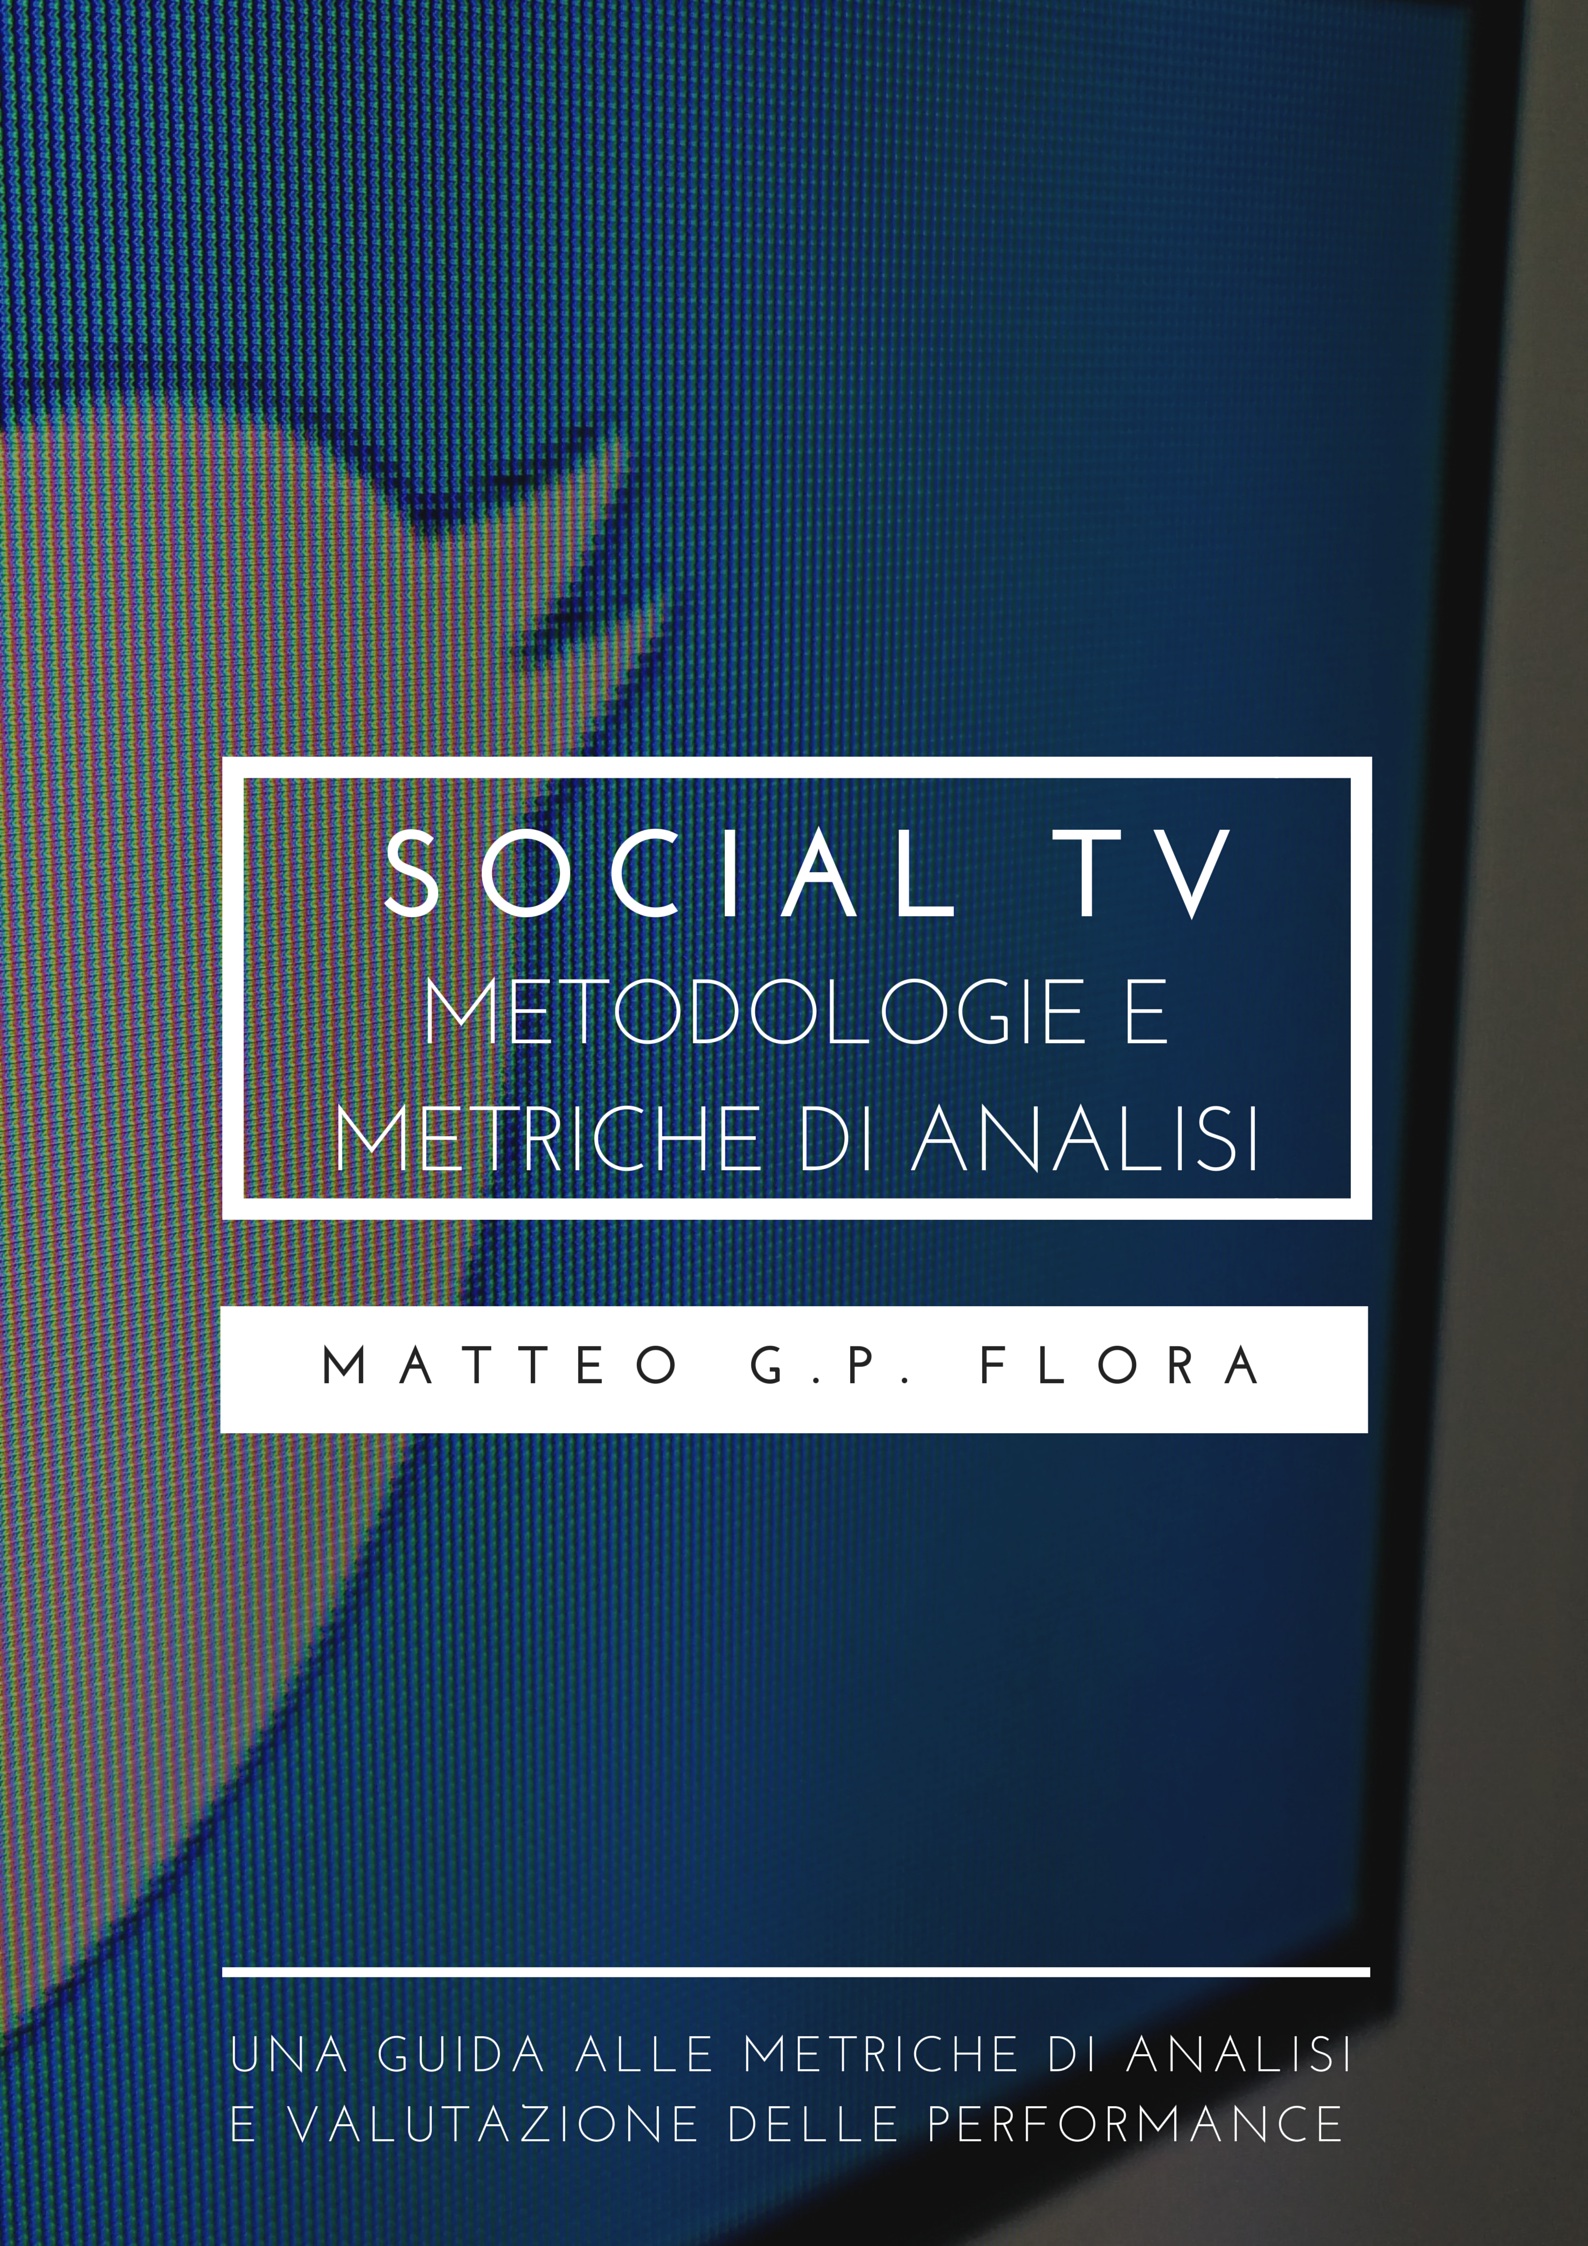 SOCIAL TV
METODOLOGIE E
METRICHE DI ANALISI
MATTEO G.P. FLORA
UNA GUIDA ALLE METRICHE DI ANALISI
E VALUTAZIONE DELLE PERFORMANCE